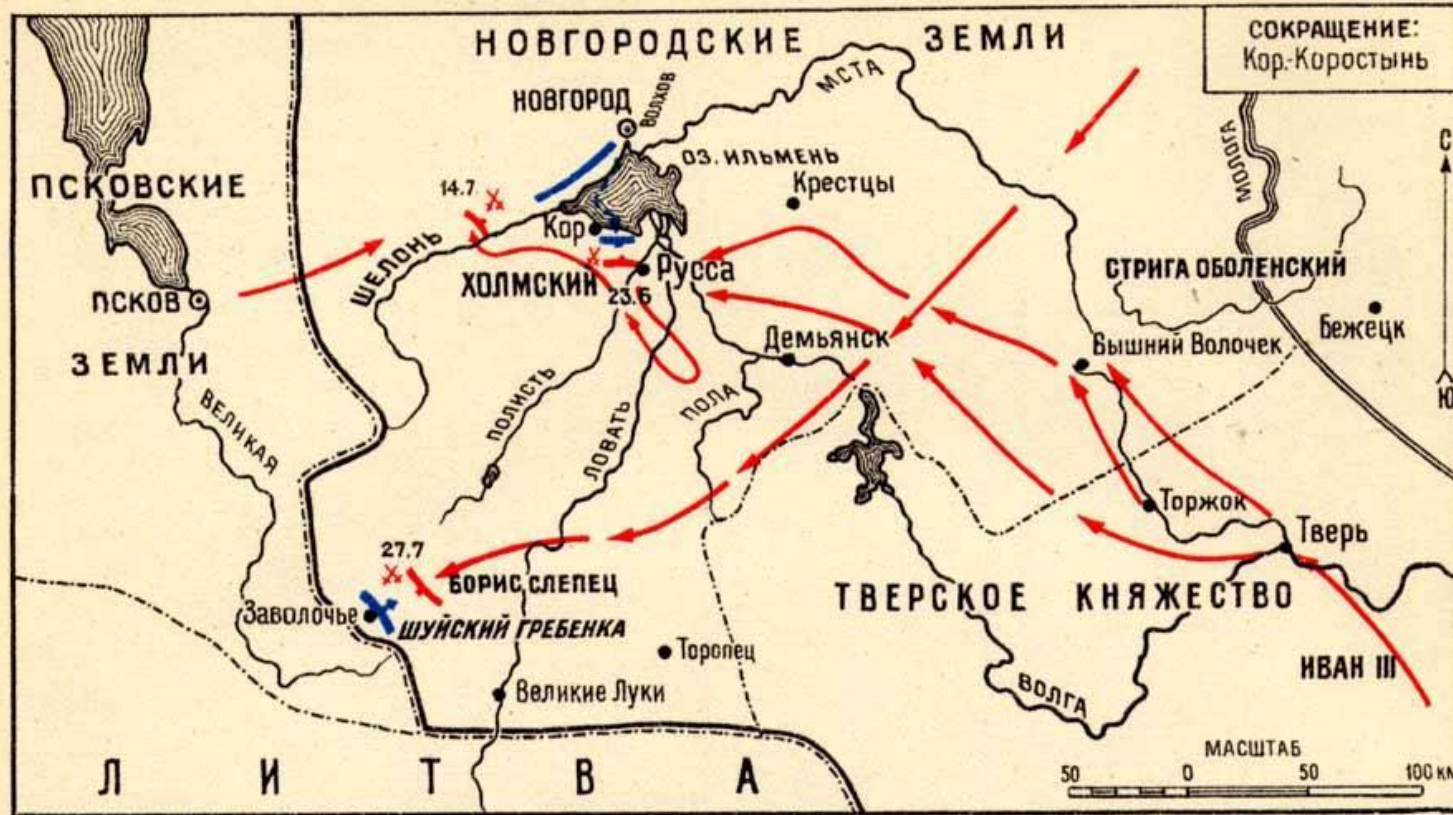 НОВГОРОДСКИЕ ЗЕМЛИ
СОКРАЩЕНИЕ:
Кор.-Коростынь
МСТА
НОВГОРОД
ВОЛХОВ
ОЗ. ИЛЬМЕНЬ
МОЛОГА
С
ПСКОВСКИЕ
14.7
Крестцы
Кор
ШЕЛОНЬ
ХОЛМСКИЙ
Русса
СТРИГА ОБОЛЕНСКИЙ
ПСКОВ
23.6
Бежецк
ЗЕМЛИ
Демьянск
Вышний Волочек
Ю
ВЕЛИКАЯ
ПОЛИСТЬ
ЛОВАТЬ
ПОЛА
Торжок
Тверь
27.7
БОРИС СЛЕПЕЦ
ТВЕРСКОЕ КНЯЖЕСТВО
Заволочье
ШУЙСКИЙ ГРЕБЕНКА
Торопец
ИВАН III
Великие Луки
ВОЛГА
ЛИТВА
МАСШТАБ
50 0 50 100 км